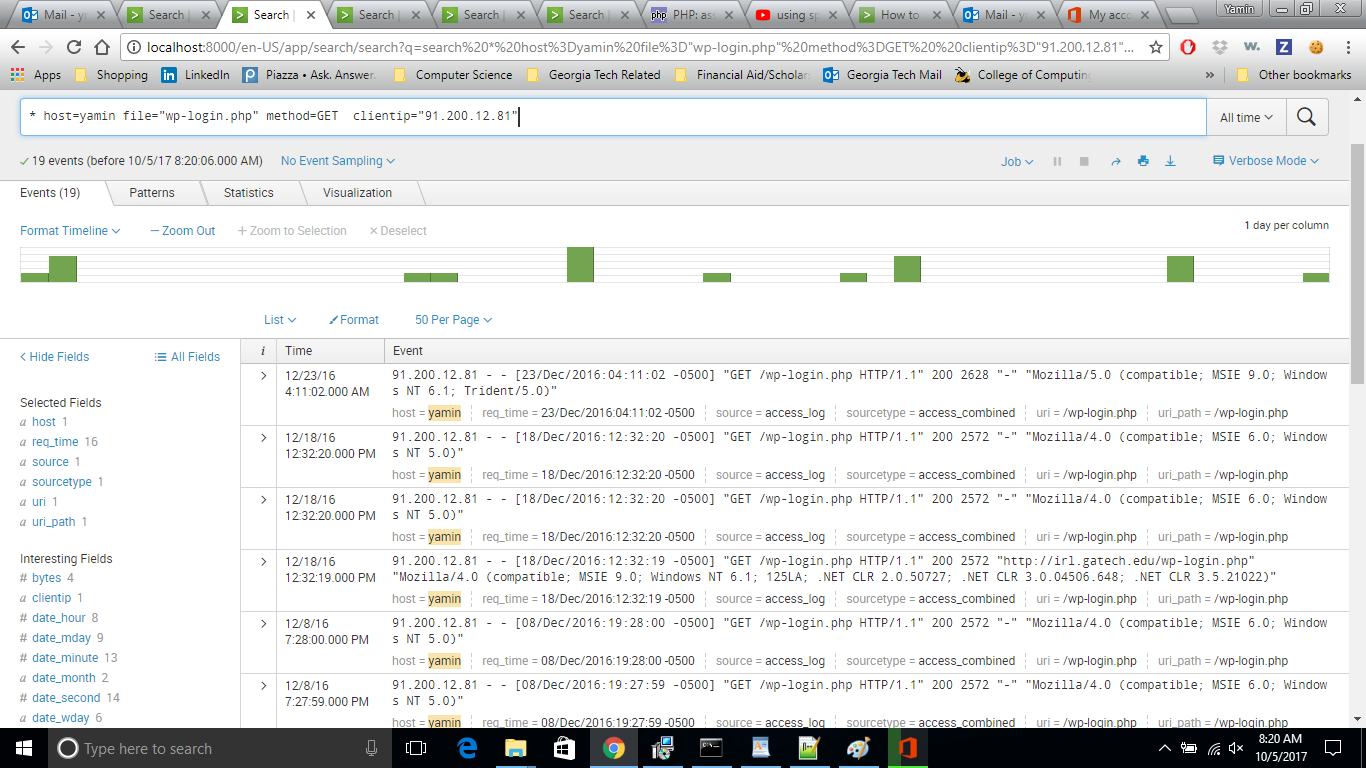 Mail - y
Search |
Search |
Search |
Search |
Search |
PHP: as
using sp
How to
Mail - y
My acco
Yamin
localhost:8000/en-US/app/search/search?q=search%20*%20host%3Dyamin%20file%3D"wp-login.php"%20method%3DGET%20%20clientip%3D"91.200.12.81"...
Apps Shopping LinkedIn Piazza • Ask. Answer. Computer Science Georgia Tech Related Financial Aid/Scholar Georgia Tech Mail College of Computing » Other bookmarks
* host=yamin file="wp-login.php" method=GET  clientip="91.200.12.81"
All time
19 events (before 10/5/17 8:20:06.000 AM) No Event Sampling Job Verbose Mode
Events (19) Patterns Statistics Visualization
Format Timeline — Zoom Out + Zoom to Selection × Deselect 1 day per column
List Format 50 Per Page
< Hide Fields All Fields
i Time Event
Selected Fields
a host 1
a req_time 16
a source 1
a sourcetype 1
a uri 1
a uri_path 1
Interesting Fields
# bytes 4
a clientip 1
# date_hour 8
# date_mday 9
# date_minute 13
a date_month 2
# date_second 14
a date_wday 6
12/23/16
4:11:02.000 AM
91.200.12.81 - - [23/Dec/2016:04:11:02 -0500] "GET /wp-login.php HTTP/1.1" 200 2628 "-" "Mozilla/5.0 (compatible; MSIE 9.0; Window
s NT 6.1; Trident/5.0)"
host = yamin req_time = 23/Dec/2016:04:11:02 -0500 source = access_log sourcetype = access_combined uri = /wp-login.php uri_path = /wp-login.php
12/18/16
12:32:20.000 PM
91.200.12.81 - - [18/Dec/2016:12:32:20 -0500] "GET /wp-login.php HTTP/1.1" 200 2572 "-" "Mozilla/4.0 (compatible; MSIE 6.0; Window
s NT 5.0)"
host = yamin req_time = 18/Dec/2016:12:32:20 -0500 source = access_log sourcetype = access_combined uri = /wp-login.php uri_path = /wp-login.php
12/18/16
12:32:20.000 PM
91.200.12.81 - - [18/Dec/2016:12:32:20 -0500] "GET /wp-login.php HTTP/1.1" 200 2572 "-" "Mozilla/4.0 (compatible; MSIE 6.0; Window
s NT 5.0)"
host = yamin req_time = 18/Dec/2016:12:32:20 -0500 source = access_log sourcetype = access_combined uri = /wp-login.php uri_path = /wp-login.php
12/18/16
12:32:19.000 PM
91.200.12.81 - - [18/Dec/2016:12:32:19 -0500] "GET /wp-login.php HTTP/1.1" 200 2572 "http://irl.gatech.edu/wp-login.php"
"Mozilla/4.0 (compatible; MSIE 9.0; Windows NT 6.1; 125LA; .NET CLR 2.0.50727; .NET CLR 3.0.04506.648; .NET CLR 3.5.21022)"
host = yamin req_time = 18/Dec/2016:12:32:19 -0500 source = access_log sourcetype = access_combined uri = /wp-login.php uri_path = /wp-login.php
12/8/16
7:28:00.000 PM
91.200.12.81 - - [08/Dec/2016:19:28:00 -0500] "GET /wp-login.php HTTP/1.1" 200 2572 "-" "Mozilla/4.0 (compatible; MSIE 6.0; Window
s NT 5.0)"
host = yamin req_time = 08/Dec/2016:19:28:00 -0500 source = access_log sourcetype = access_combined uri = /wp-login.php uri_path = /wp-login.php
12/8/16
7:27:59.000 PM
91.200.12.81 - - [08/Dec/2016:19:27:59 -0500] "GET /wp-login.php HTTP/1.1" 200 2572 "-" "Mozilla/4.0 (compatible; MSIE 6.0; Window
s NT 5.0)"
host = yamin req_time = 08/Dec/2016:19:27:59 -0500 source = access_log sourcetype = access_combined uri = /wp-login.php uri_path = /wp-login.php
Type here to search
8:20 AM
10/5/2017